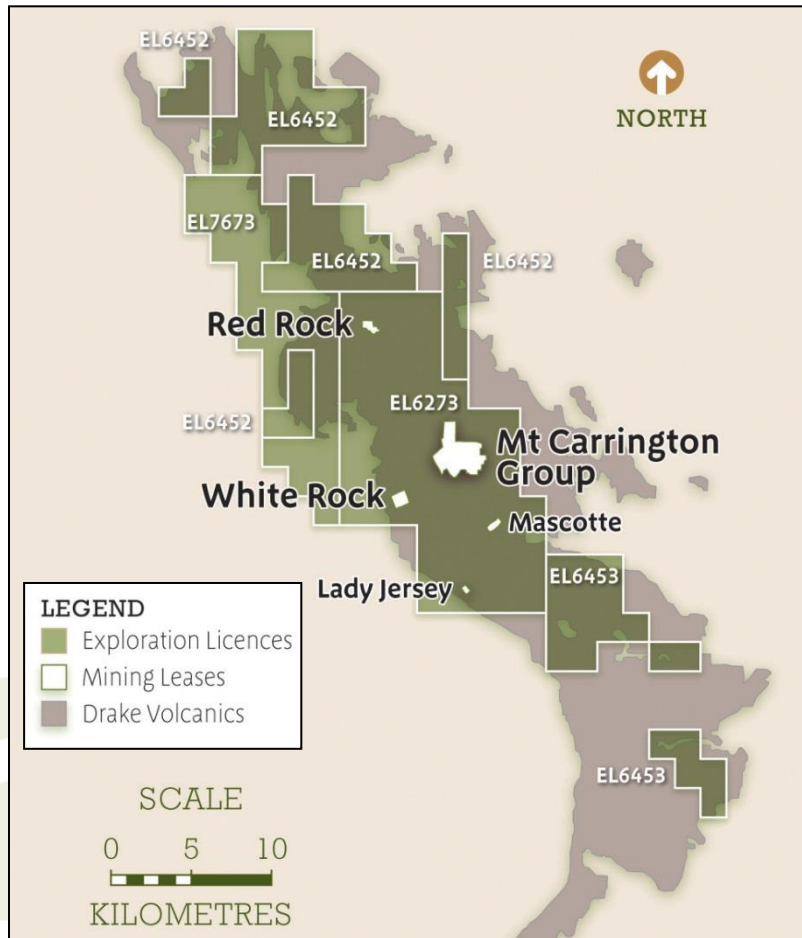 EL6452
NORTH
EL6452
EL7673
EL6452
EL6452
Red Rock
EL6273
EL6452
Mt Carrington
Group
White Rock
Mascotte
EL6453
Lady Jersey
LEGEND
Exploration Licences
Mining Leases
Drake Volcanics
EL6453
SCALE
0 5 10
KILOMETRES